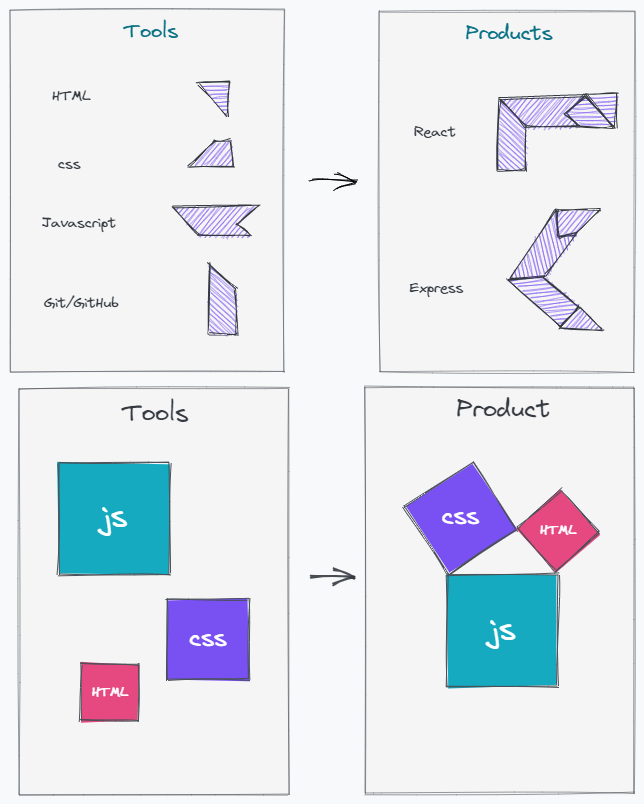 Tools
HTML
css
Javascript
Git/GitHub
Products
React
Express
Tools
js
css
HTML
Product
css
HTML
js